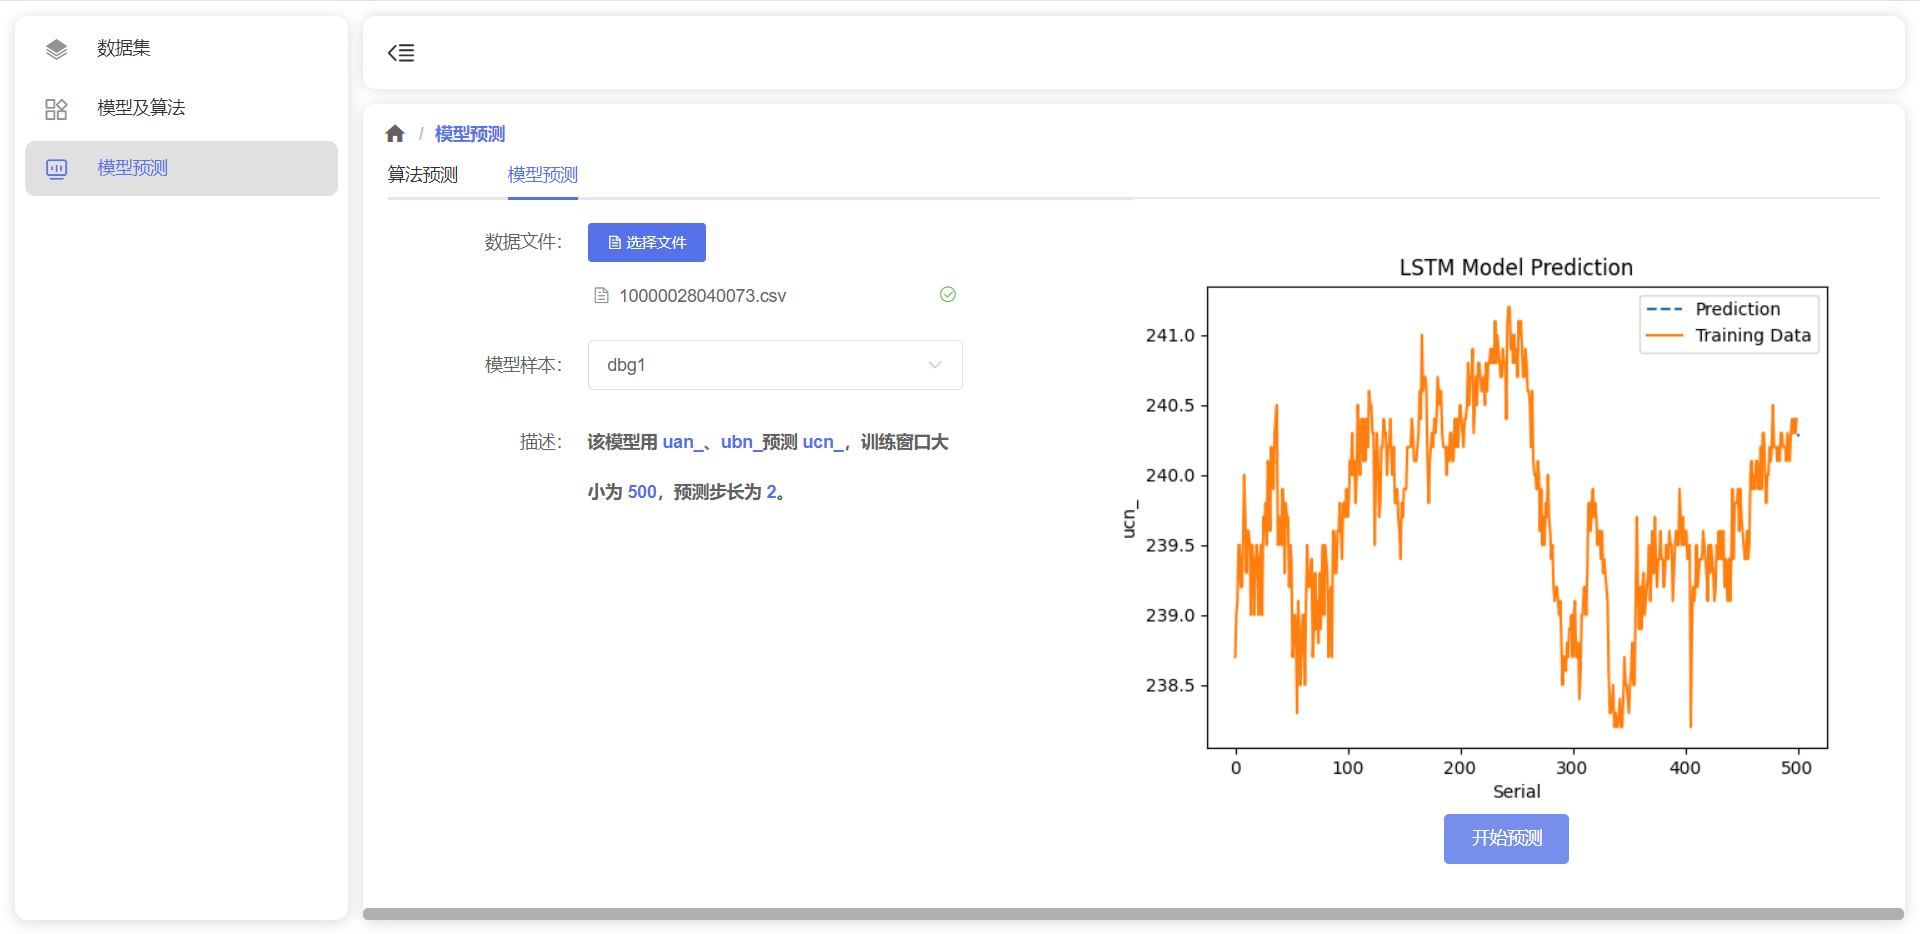 数据集
模型及算法
模型预测
/ 模型预测
算法预测 模型预测
数据文件： 选择文件
10000028040073.csv
模型样本： dbg1
描述： 该模型用 uan_、ubn_预测 ucn_，训练窗口大
小为 500，预测步长为 2。
LSTM Model Prediction
Prediction
Training Data
241.0
240.5
240.0
239.5
239.0
238.5
ucn_
0 100 200 300 400 500
Serial
开始预测